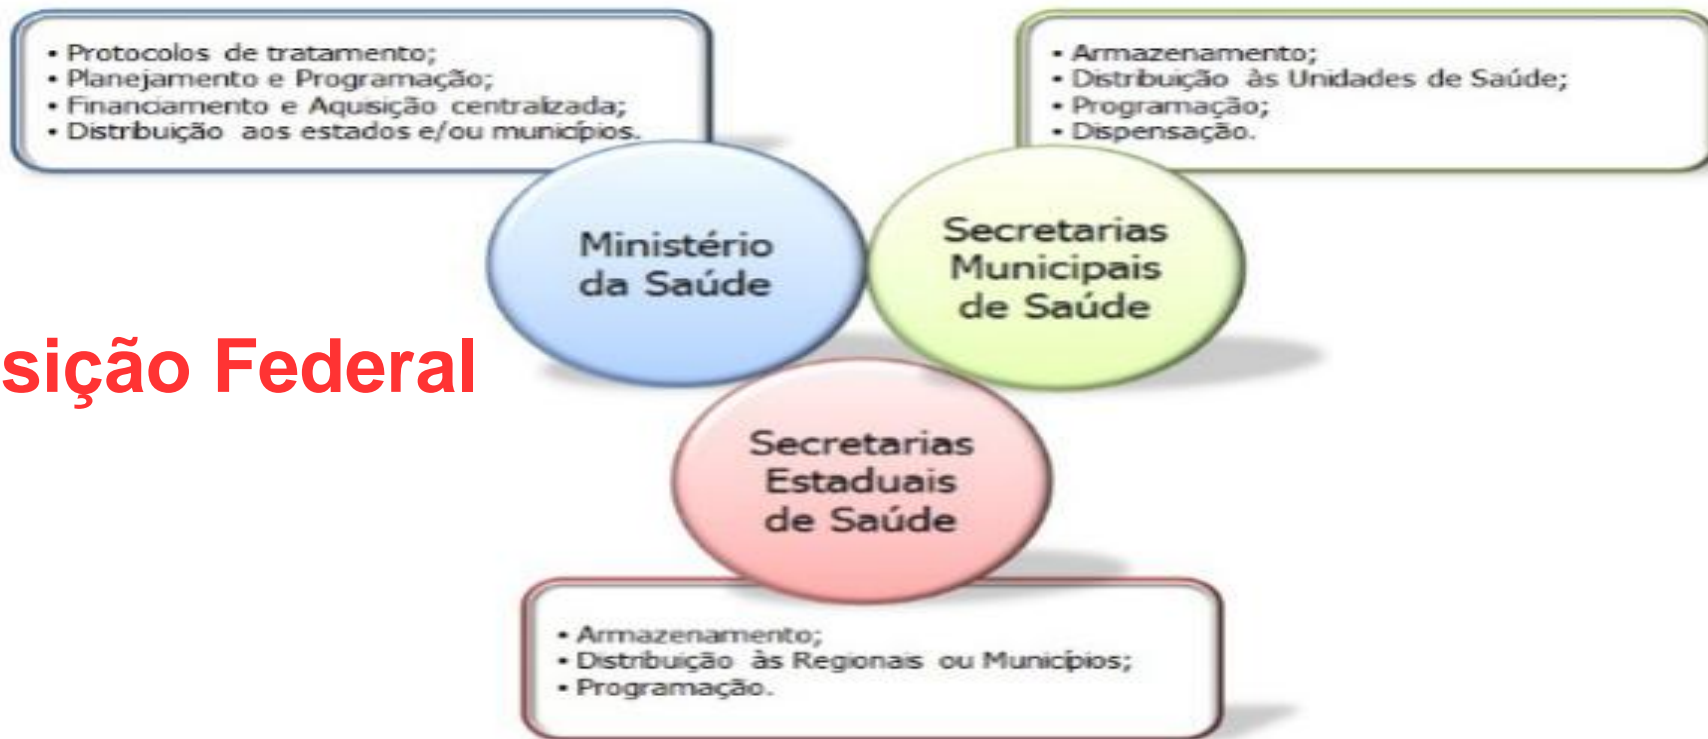 • Protocolos de tratamento;
• Planejamento e Programação;
• Financiamento e Aquisição centralizada;
• Distribuição aos estados e/ou municípios.
• Armazenamento;
• Distribuição às Unidades de Saúde;
• Programação;
• Dispensação.
Ministério
da Saúde
Secretarias
Municipais
de Saúde
sição Federal
Secretarias
Estaduais
de Saúde
• Armazenamento;
• Distribuição às Regionais ou Municípios;
• Programação.